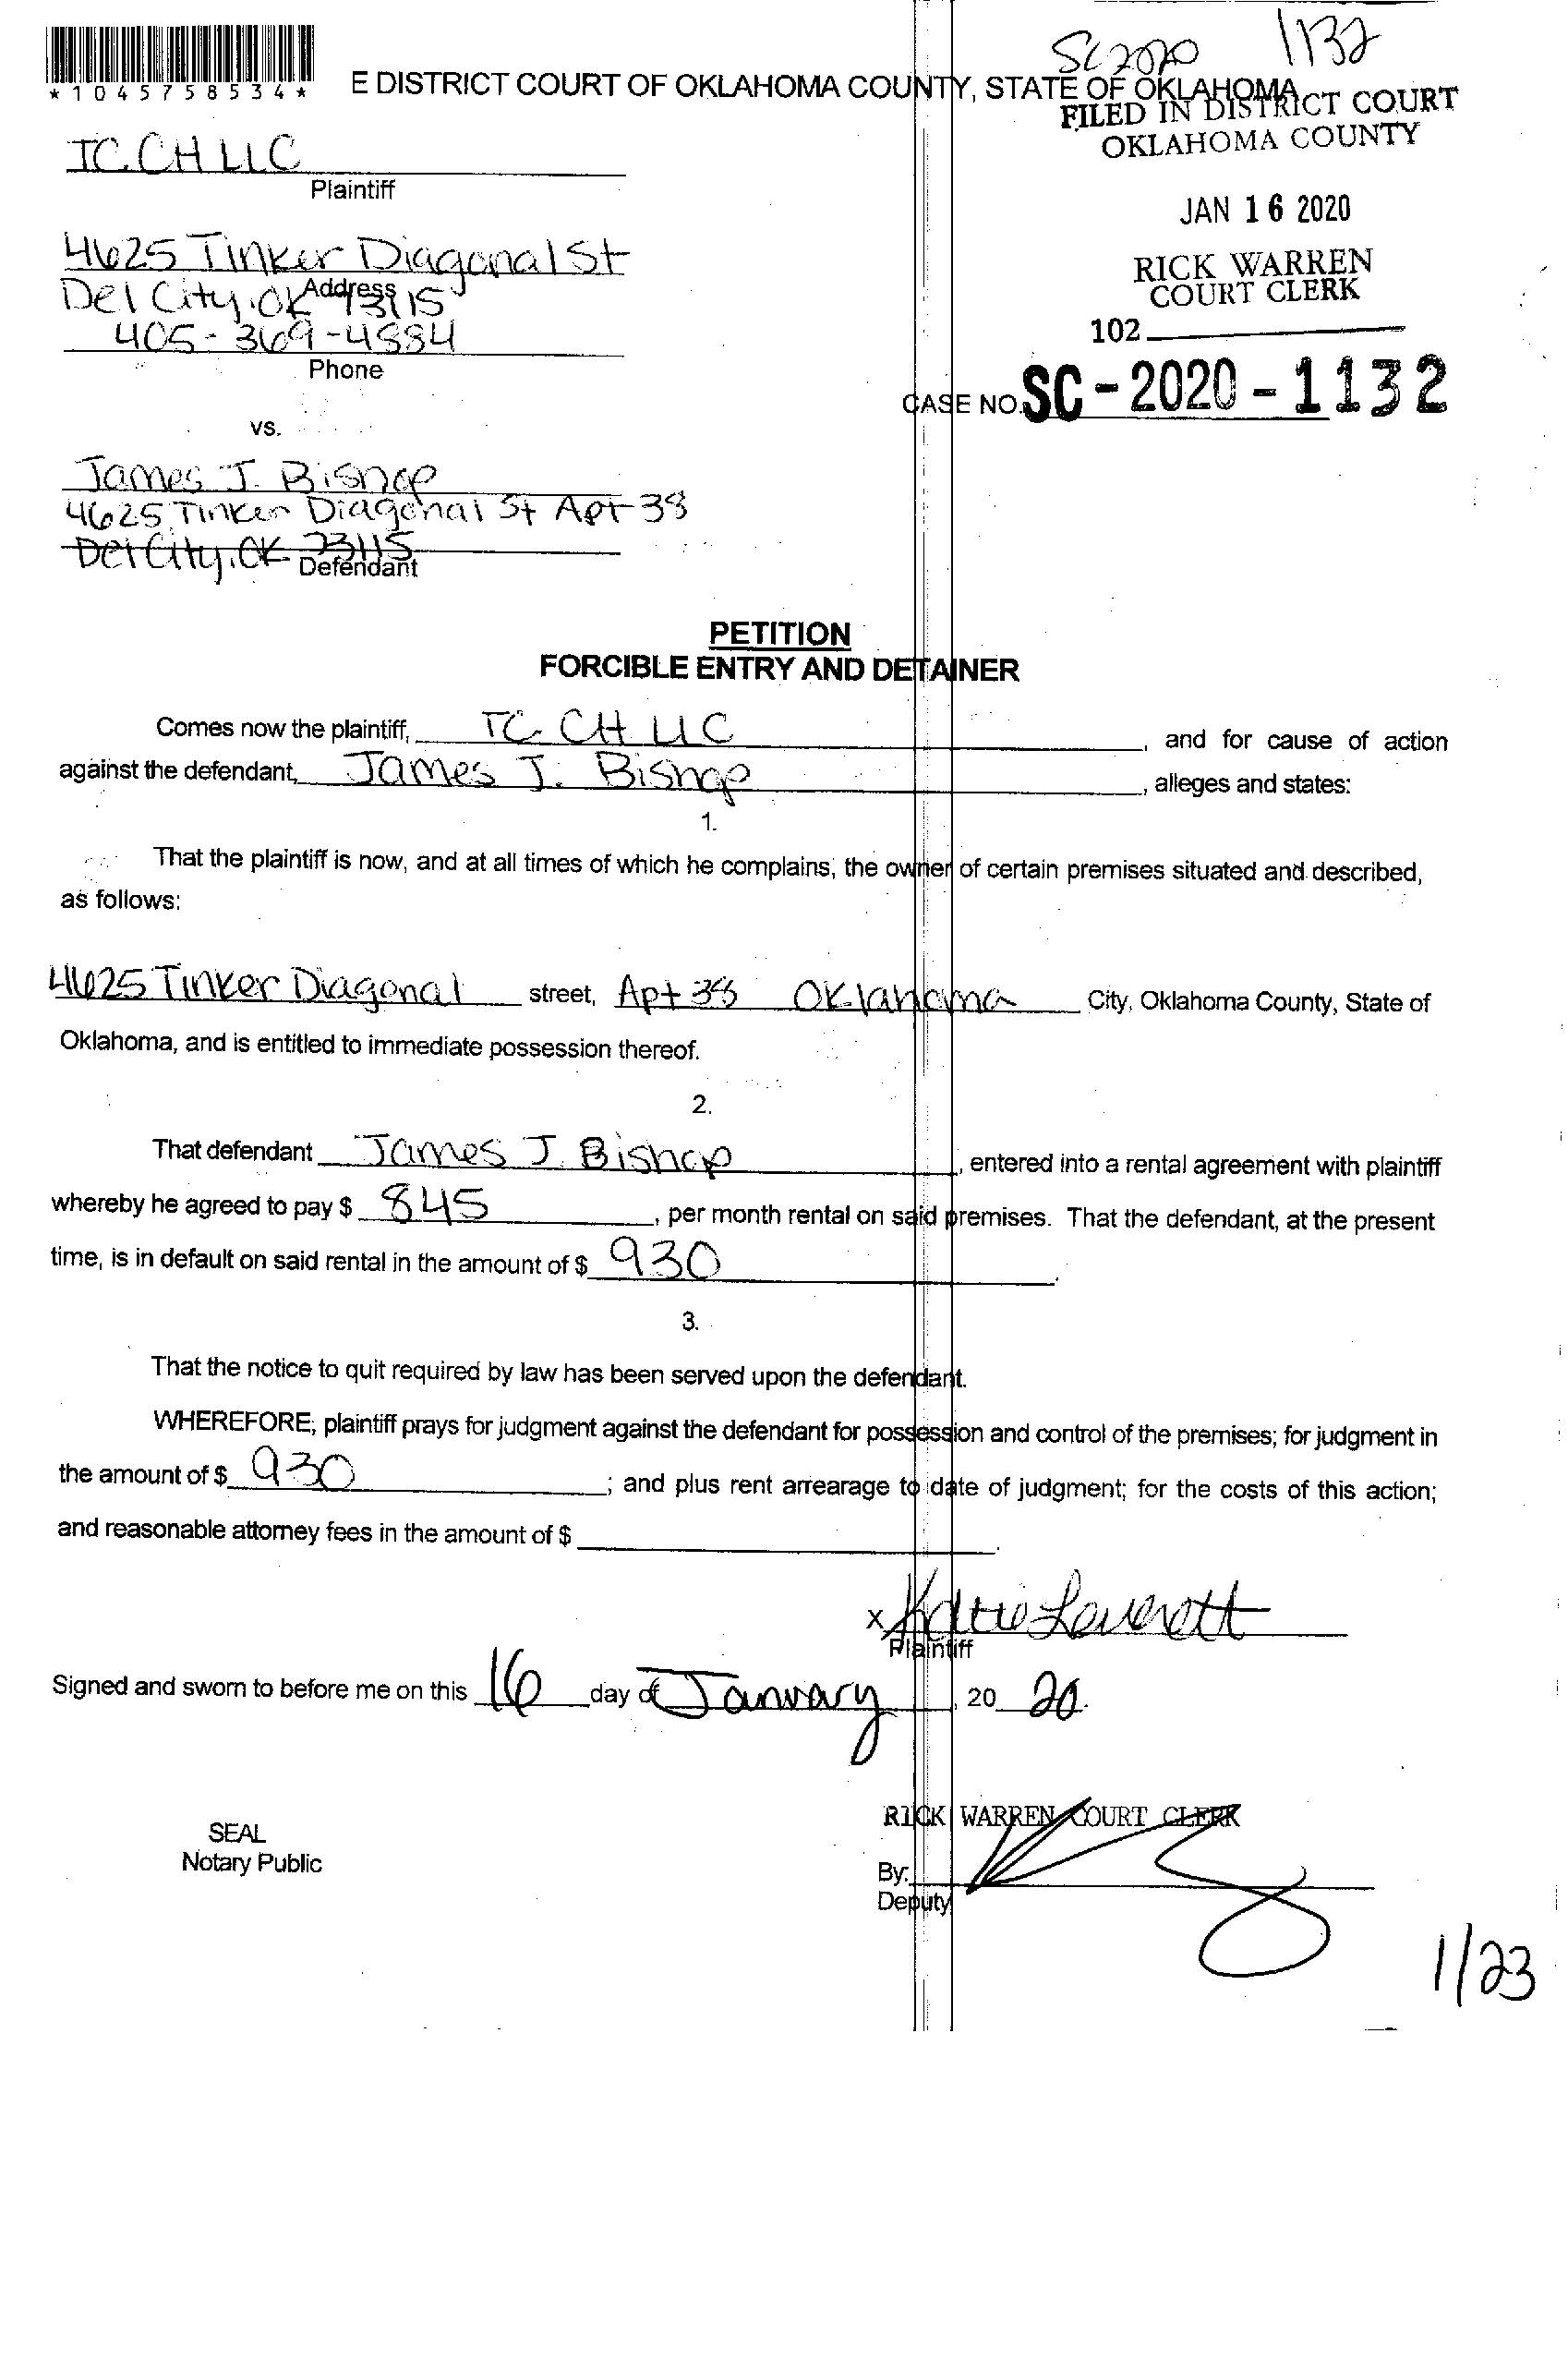 SC2020 1132
*1045758534*
E DISTRICT COURT OF OKLAHOMA COUNTY, STATE OF OKLAHOMA
FILED IN DISTRICT COURT
OKLAHOMA COUNTY
TC. CH LLC
Plaintiff
JAN 16 2020
4625 Tinker Diagonal St
RICK WARREN
COURT CLERK
Del City, OK 73115
Address
405-369-4884
102
Phone
CASE NO. SC-2020-1132
vs.
James J. Bishop
4625 Tinker Diagonal St Apt 38
Del City, OK 73115
Defendant
PETITION
FORCIBLE ENTRY AND DETAINER
Comes now the plaintiff, TC. CH LLC, and for cause of action
against the defendant, James J. Bishop, alleges and states:
1.
That the plaintiff is now, and at all times of which he complains, the owner of certain premises situated and described,
as follows:
4625 Tinker Diagonal street, Apt 38 Oklahoma City, Oklahoma County, State of
Oklahoma, and is entitled to immediate possession thereof.
2.
That defendant James J. Bishop, entered into a rental agreement with plaintiff
whereby he agreed to pay $ 845, per month rental on said premises. That the defendant, at the present
time, is in default on said rental in the amount of $ 930.
3.
That the notice to quit required by law has been served upon the defendant.
WHEREFORE, plaintiff prays for judgment against the defendant for possession and control of the premises; for judgment in
the amount of $ 930; and plus rent arrearage to date of judgment; for the costs of this action;
and reasonable attorney fees in the amount of $
x Katie Leverett
Plaintiff
Signed and sworn to before me on this 16 day of January, 20 20.
RICK WARREN COURT CLERK
SEAL
Notary Public
By:
Deputy
1/23